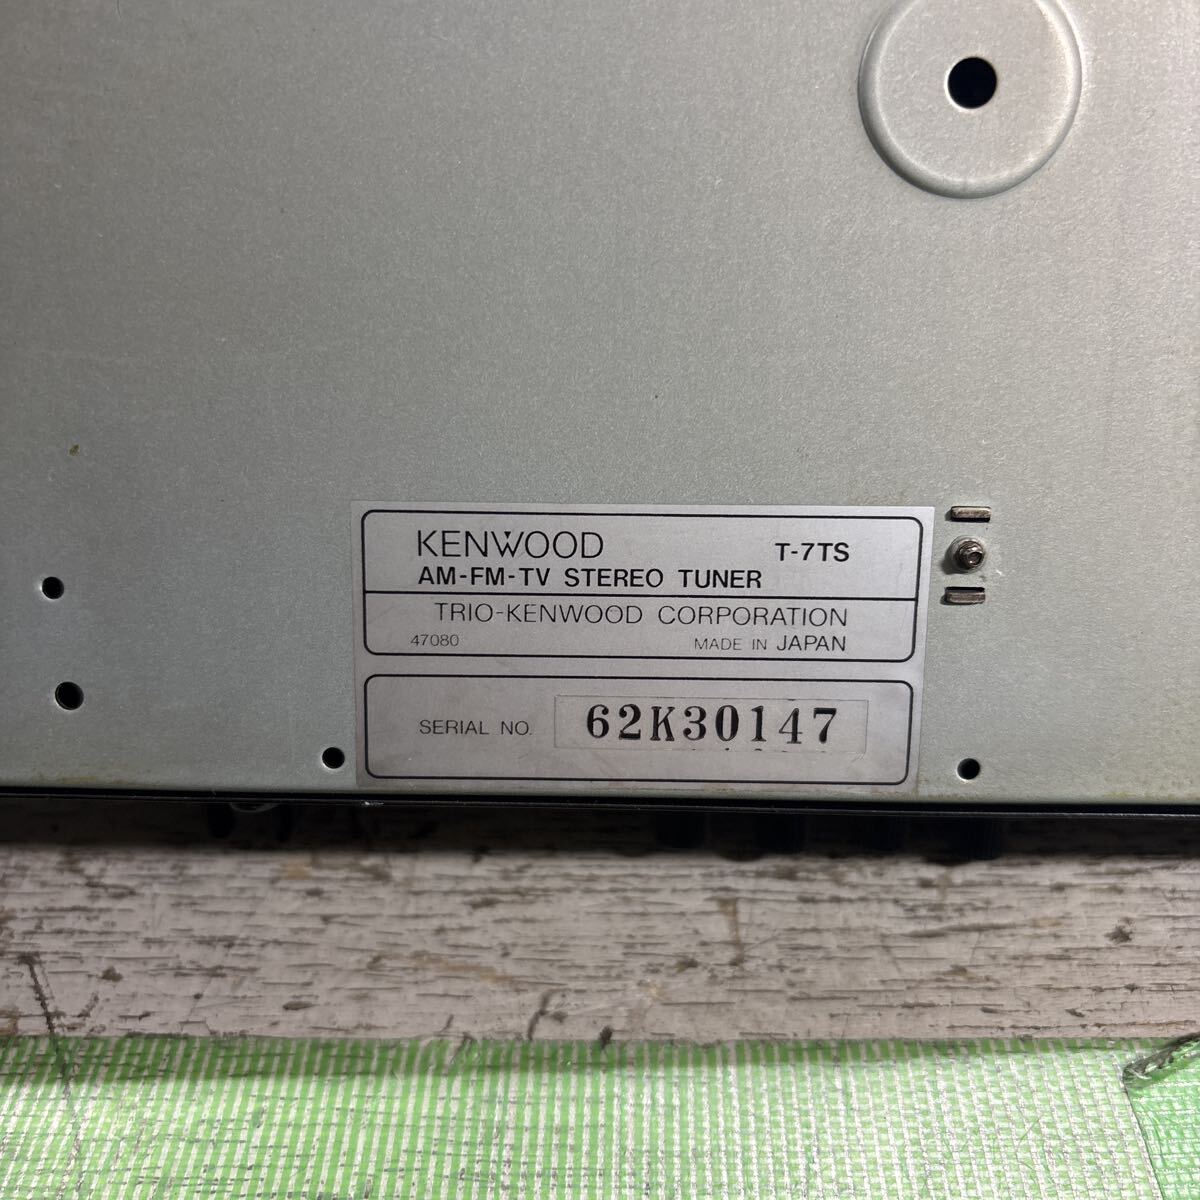 KENWOOD T-7TS
AM-FM-TV STEREO TUNER
TRIO-KENWOOD CORPORATION
47080 MADE IN JAPAN
SERIAL NO. 62K30147